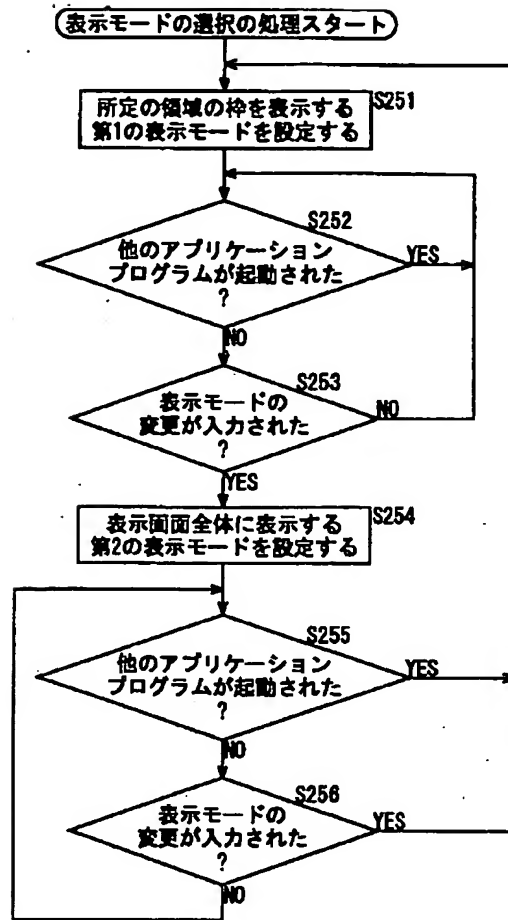 表示モードの選択の処理スタート
S251
所定の領域の枠を表示する
第1の表示モードを設定する
S252
他のアプリケーション
プログラムが起動された
?
YES
NO
S253
表示モードの
変更が入力された
?
NO
YES
S254
表示画面全体に表示する
第2の表示モードを設定する
S255
他のアプリケーション
プログラムが起動された
?
YES
NO
S256
表示モードの
変更が入力された
?
YES
NO